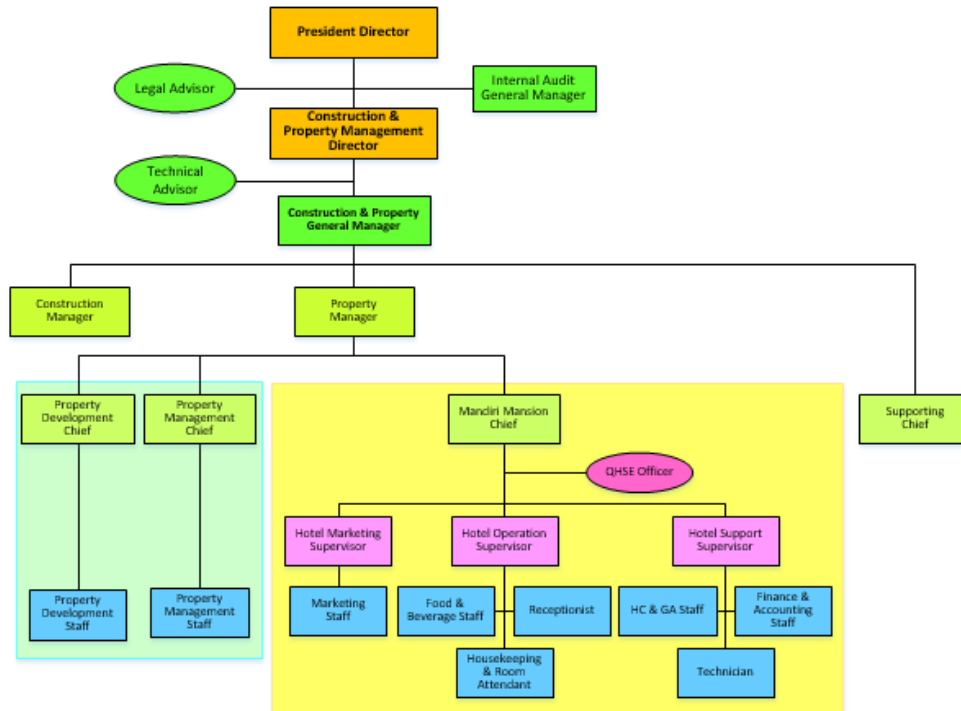 President Director
Legal Advisor
Internal Audit
General Manager
Construction &
Property Management
Director
Technical
Advisor
Construction & Property
General Manager
Construction
Manager
Property
Manager
Property
Development
Chief
Property
Management
Chief
Mandiri Mansion
Chief
Supporting
Chief
QHSE Officer
Hotel Marketing
Supervisor
Hotel Operation
Supervisor
Hotel Support
Supervisor
Property
Development
Staff
Property
Management
Staff
Marketing
Staff
Food &
Beverage Staff
Receptionist
HC & GA Staff
Finance &
Accounting
Staff
Housekeeping
& Room
Attendant
Technician